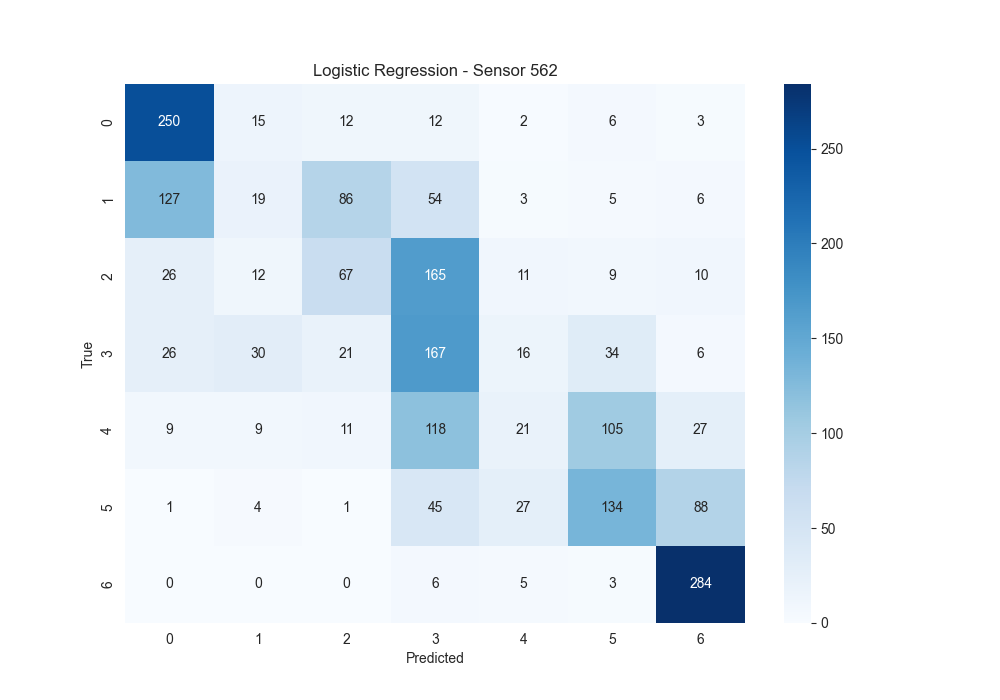 Logistic Regression - Sensor 562
0 250 15 12 12 2 6 3
1 127 19 86 54 3 5 6
2 26 12 67 165 11 9 10
3 26 30 21 167 16 34 6
4 9 9 11 118 21 105 27
5 1 4 1 45 27 134 88
6 0 0 0 6 5 3 284
0 1 2 3 4 5 6
Predicted
True
250
200
150
100
50
0